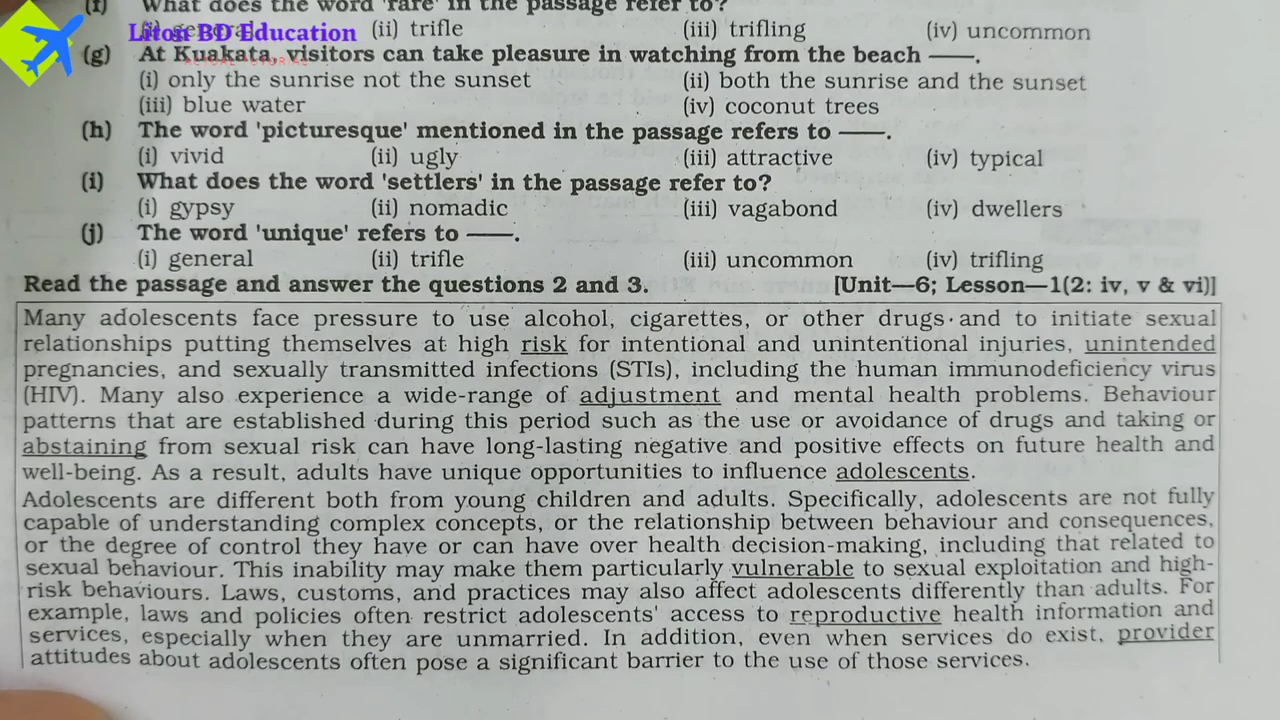 (f) What does the word 'rare' in the passage refer to?
(i) general (ii) trifle (iii) trifling (iv) uncommon
Liton BD Education
(g) At Kuakata, visitors can take pleasure in watching from the beach ——.
(i) only the sunrise not the sunset (ii) both the sunrise and the sunset
(iii) blue water (iv) coconut trees
(h) The word 'picturesque' mentioned in the passage refers to ——.
(i) vivid (ii) ugly (iii) attractive (iv) typical
(i) What does the word 'settlers' in the passage refer to?
(i) gypsy (ii) nomadic (iii) vagabond (iv) dwellers
(j) The word 'unique' refers to ——.
(i) general (ii) trifle (iii) uncommon (iv) trifling
Read the passage and answer the questions 2 and 3. [Unit—6; Lesson—1(2: iv, v & vi)]
Many adolescents face pressure to use alcohol, cigarettes, or other drugs and to initiate sexual
relationships putting themselves at high risk for intentional and unintentional injuries, unintended
pregnancies, and sexually transmitted infections (STIs), including the human immunodeficiency virus
(HIV). Many also experience a wide-range of adjustment and mental health problems. Behaviour
patterns that are established during this period such as the use or avoidance of drugs and taking or
abstaining from sexual risk can have long-lasting negative and positive effects on future health and
well-being. As a result, adults have unique opportunities to influence adolescents.
Adolescents are different both from young children and adults. Specifically, adolescents are not fully
capable of understanding complex concepts, or the relationship between behaviour and consequences,
or the degree of control they have or can have over health decision-making, including that related to
sexual behaviour. This inability may make them particularly vulnerable to sexual exploitation and high-
risk behaviours. Laws, customs, and practices may also affect adolescents differently than adults. For
example, laws and policies often restrict adolescents' access to reproductive health information and
services, especially when they are unmarried. In addition, even when services do exist, provider
attitudes about adolescents often pose a significant barrier to the use of those services.